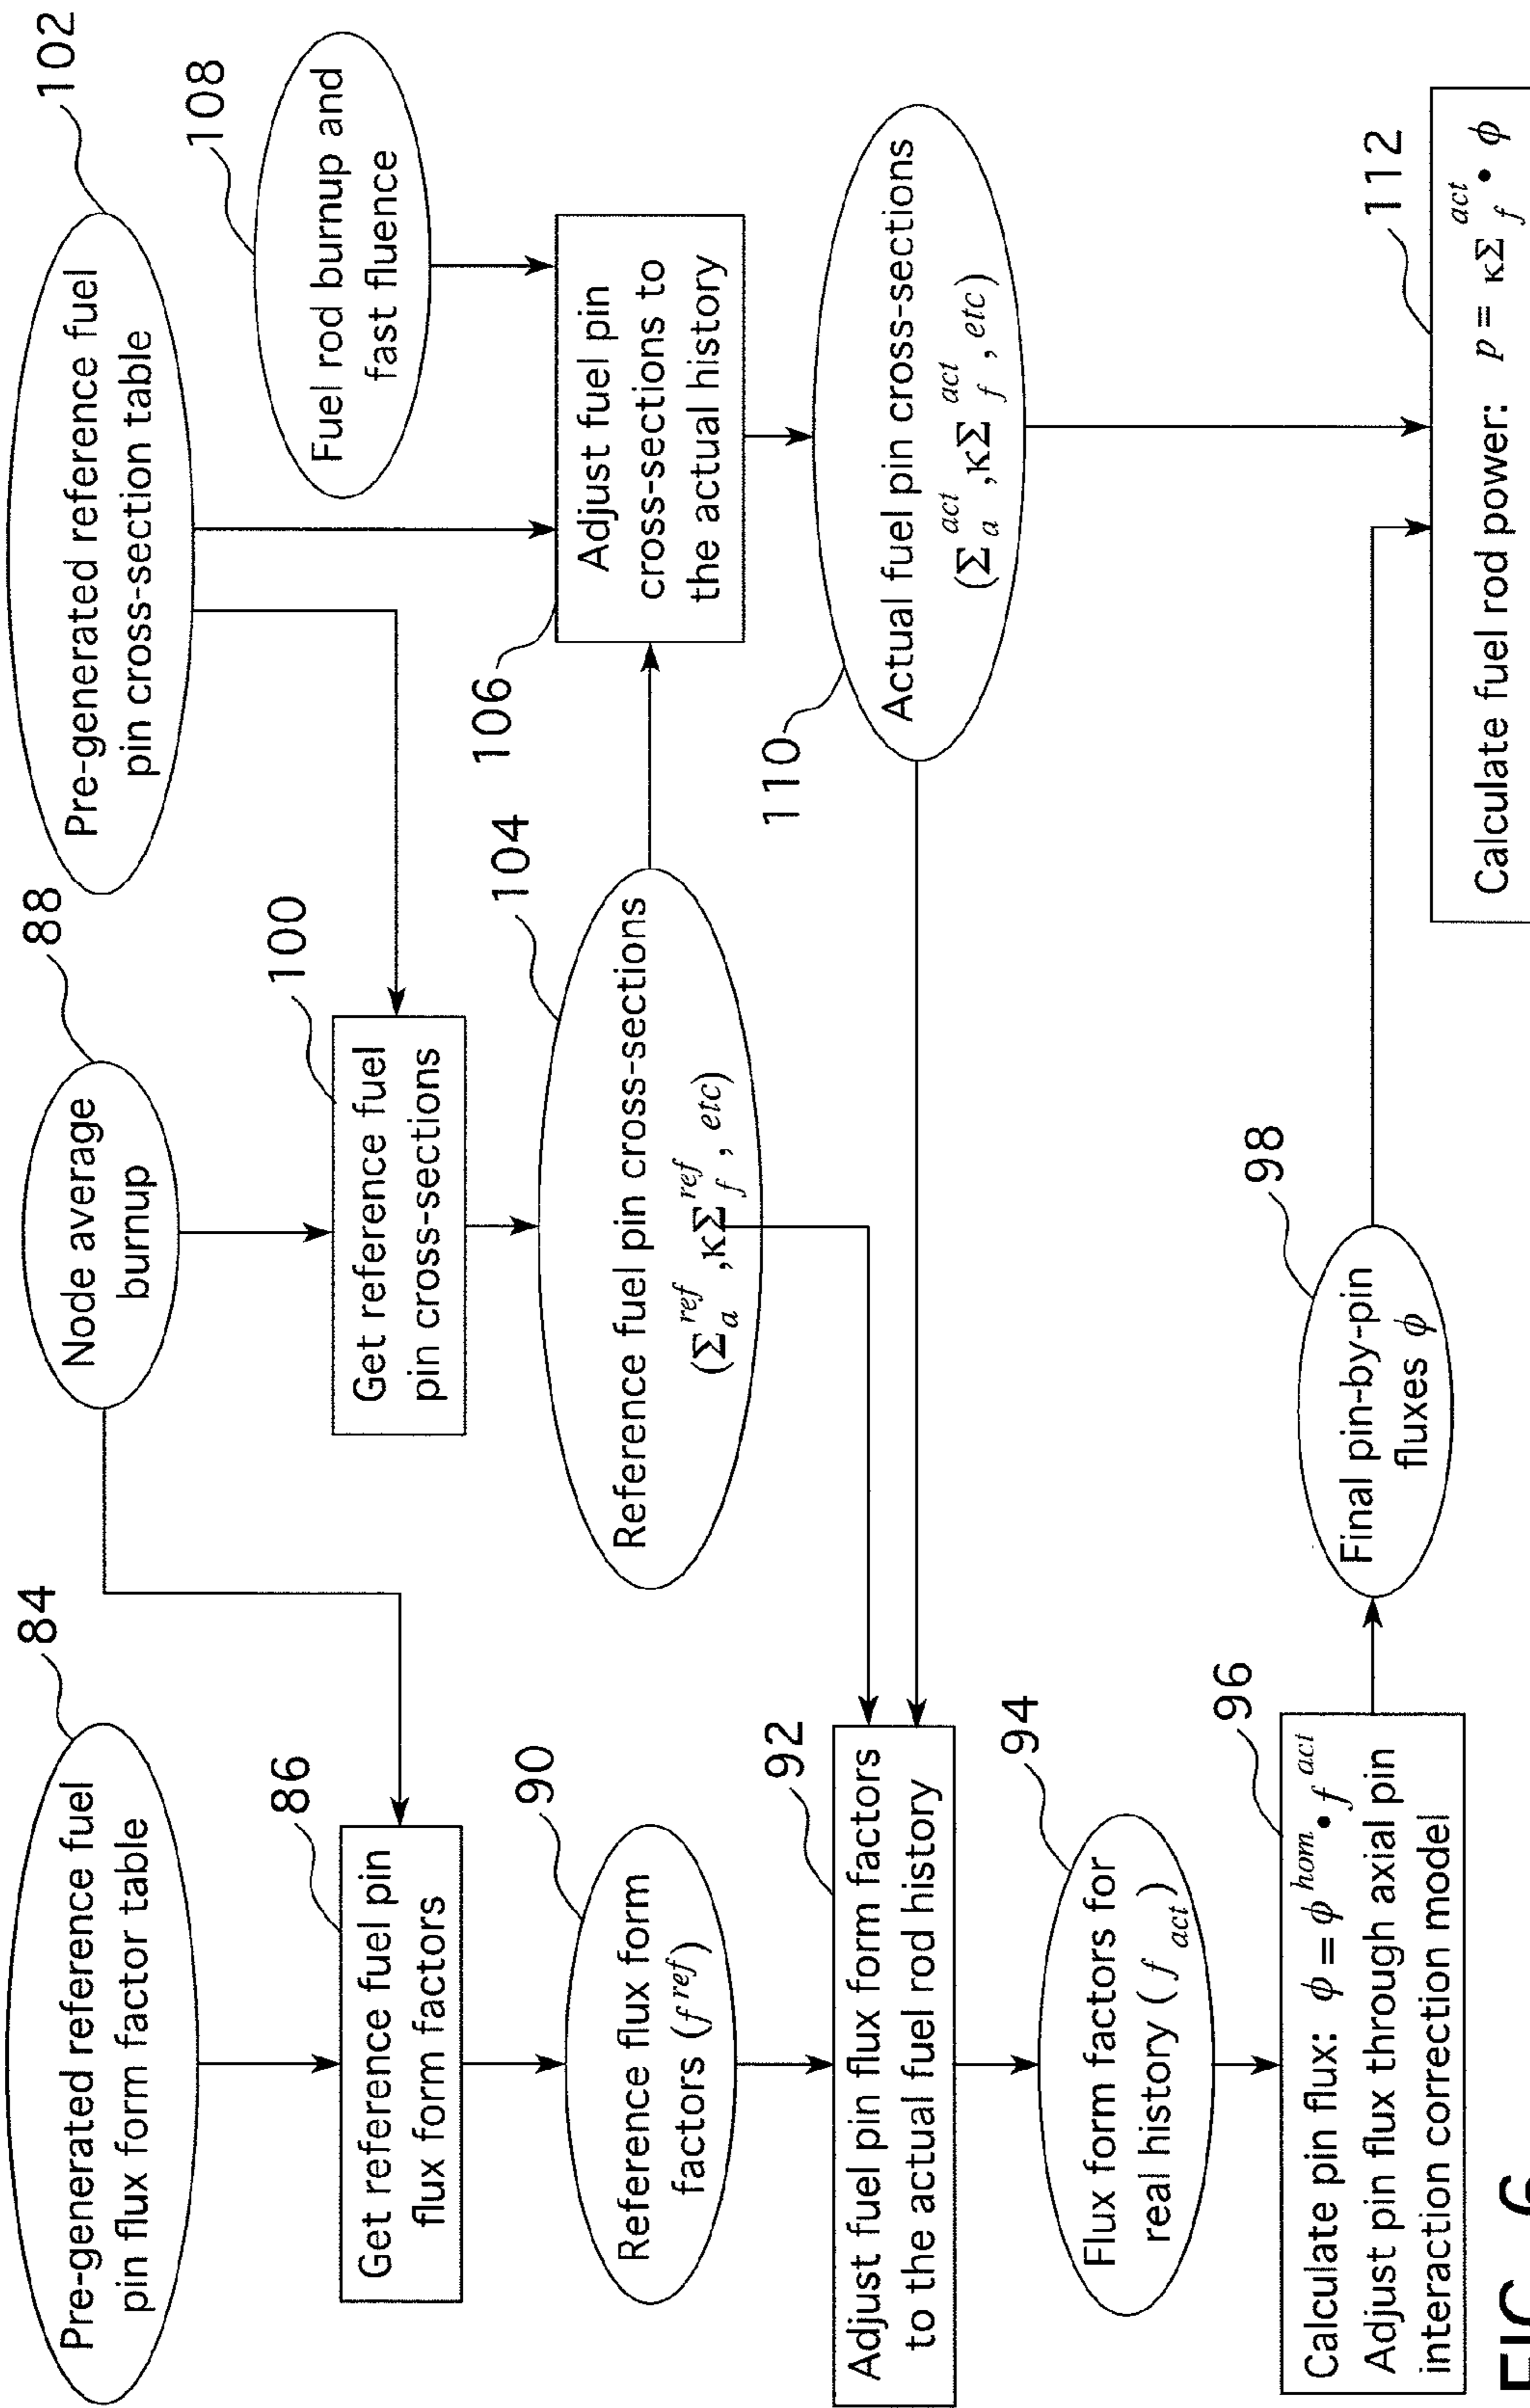 84
Pre-generated reference fuel
pin flux form factor table
88
Node average
burnup
102
Pre-generated reference fuel
pin cross-section table
108
Fuel rod burnup and
fast fluence
86
Get reference fuel pin
flux form factors
100
Get reference fuel
pin cross-sections
90
Reference flux form
factors (f ref)
104
Reference fuel pin cross-sections
(Σ a ref ,κΣ f ref , etc)
106
Adjust fuel pin
cross-sections to
the actual history
92
Adjust fuel pin flux form factors
to the actual fuel rod history
110
Actual fuel pin cross-sections
(Σ a act ,κΣ f act , etc)
94
Flux form factors for
real history ( f act )
96
Calculate pin flux: ϕ = ϕ hom • f act
Adjust pin flux through axial pin
interaction correction model
98
Final pin-by-pin
fluxes ϕ
112
Calculate fuel rod power: p = κΣ f act • ϕ
FIG. 6